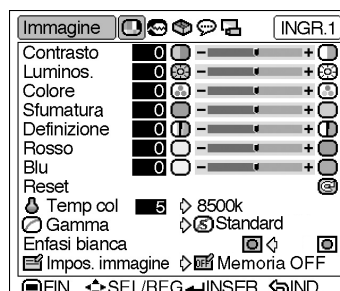 Immagine INGR.1
Contrasto 0 - +
Luminos. 0 - +
Colore 0 - +
Sfumatura 0 - +
Definizione 0 - +
Rosso 0 - +
Blu 0 - +
Reset
Temp col 5 8500k
Gamma S Standard
Enfasi bianca
Impos. immagine OFF Memoria OFF
FIN SEL/REG INSER IND